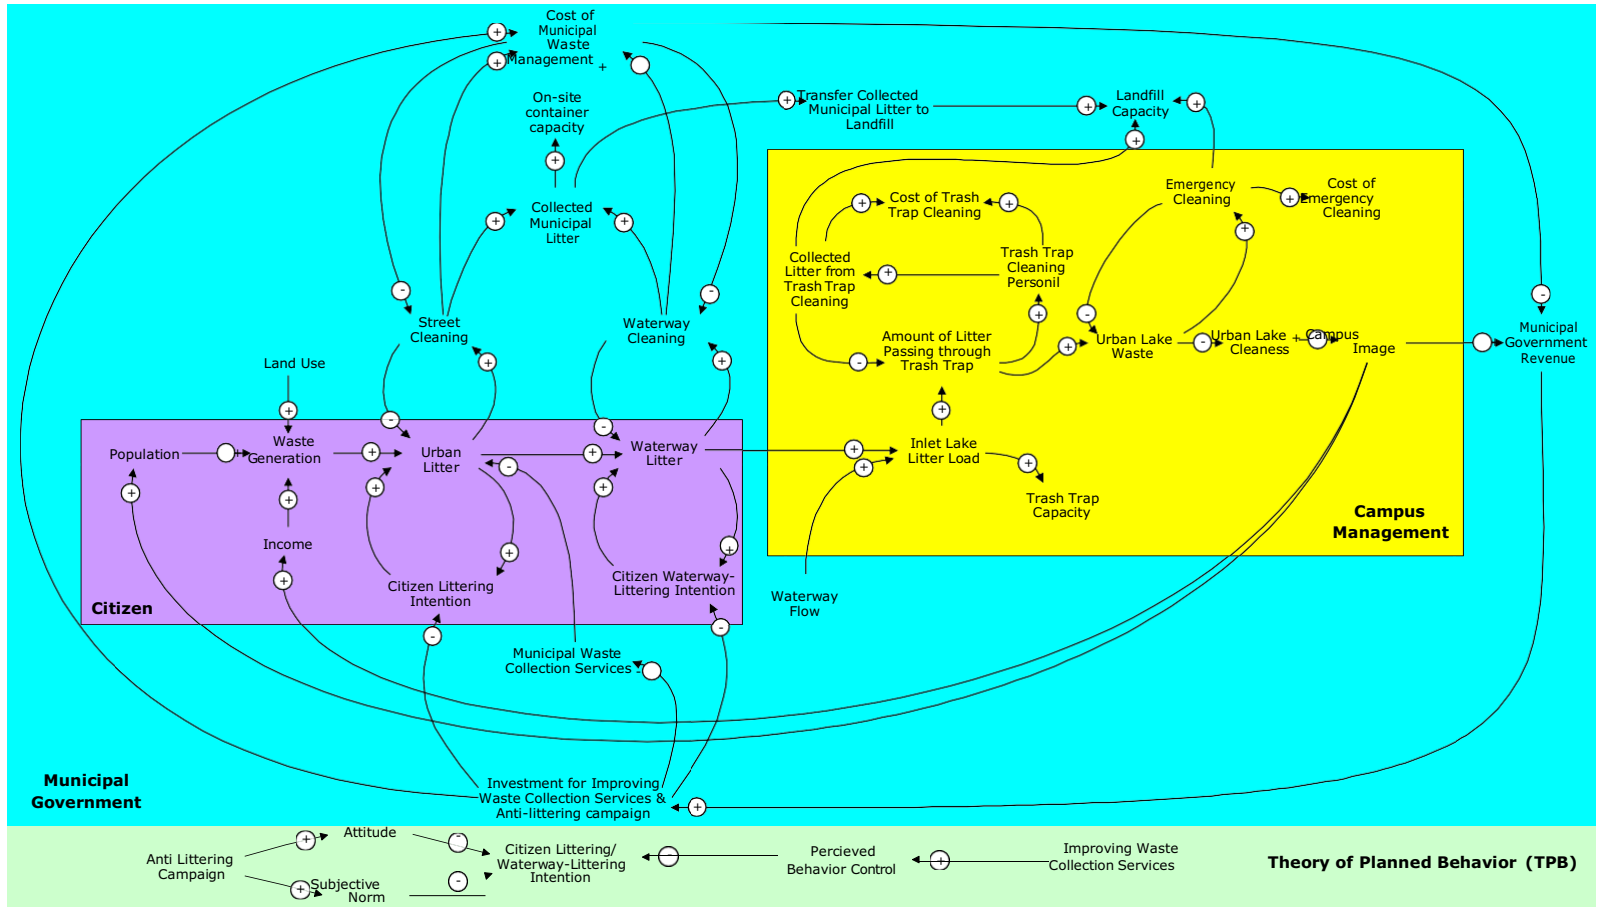 Cost of
Municipal
Waste
Management +
On-site
container
capacity
Transfer Collected
Municipal Litter to
Landfill
Landfill
Capacity
Collected
Municipal
Litter
Cost of Trash
Trap Cleaning
Emergency
Cleaning
Cost of
Emergency
Cleaning
Collected
Litter from
Trash Trap
Cleaning
Trash Trap
Cleaning
Personil
Street
Cleaning
Waterway
Cleaning
Amount of Litter
Passing through
Trash Trap
Urban Lake
Waste
Urban Lake
Cleaness
+ Campus
Image
Municipal
Government
Revenue
Land Use
Population
Waste
Generation
Urban
Litter
Waterway
Litter
Inlet Lake
Litter Load
Trash Trap
Capacity
Campus
Management
Income
Citizen Littering
Intention
Citizen Waterway-
Littering Intention
Citizen
Waterway
Flow
Municipal Waste
Collection Services
Municipal
Government
Investment for Improving
Waste Collection Services &
Anti-littering campaign
Anti Littering
Campaign
Attitude
Subjective
Norm
Citizen Littering/
Waterway-Littering
Intention
Percieved
Behavior Control
Improving Waste
Collection Services
Theory of Planned Behavior (TPB)